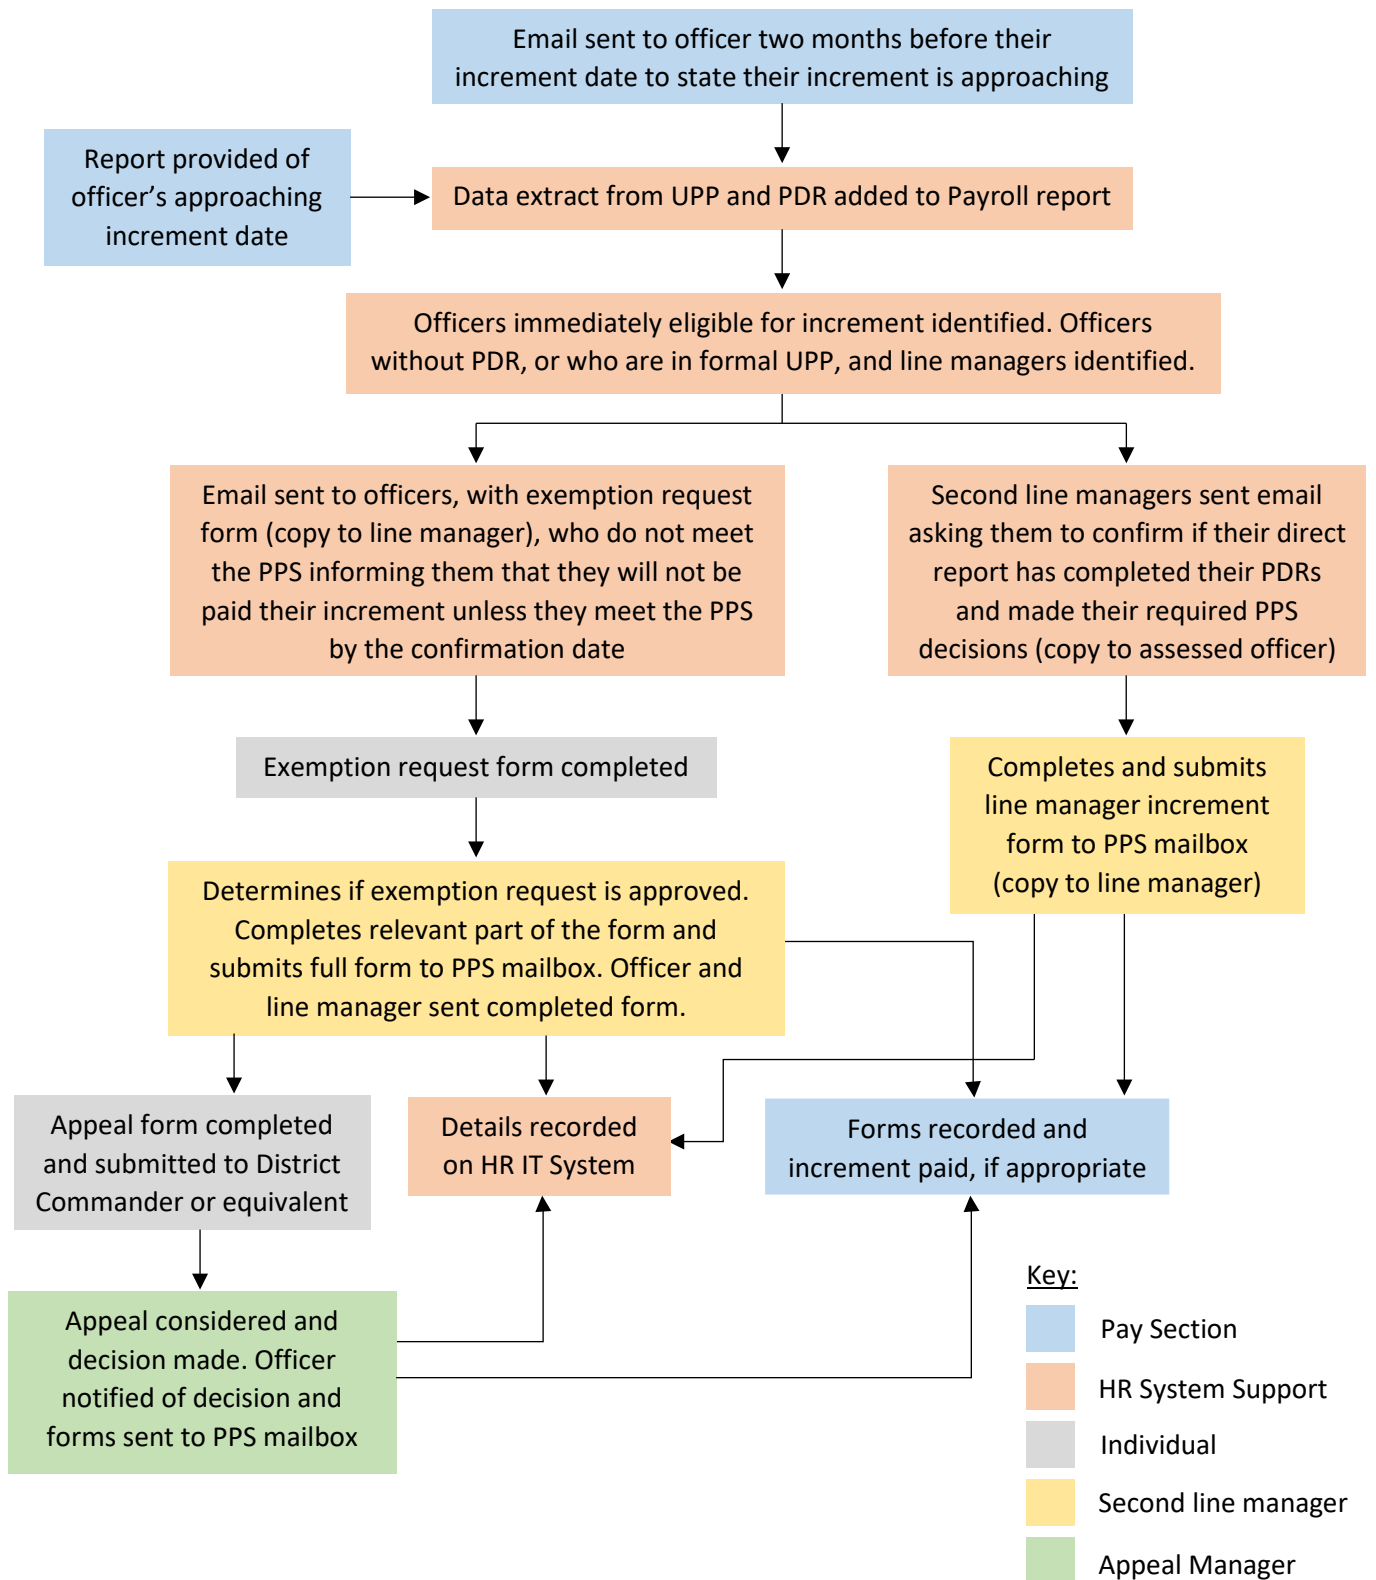 Email sent to officer two months before their
increment date to state their increment is approaching
Report provided of
officer’s approaching
increment date
Data extract from UPP and PDR added to Payroll report
Officers immediately eligible for increment identified. Officers
without PDR, or who are in formal UPP, and line managers identified.
Email sent to officers, with exemption request
form (copy to line manager), who do not meet
the PPS informing them that they will not be
paid their increment unless they meet the PPS
by the confirmation date
Second line managers sent email
asking them to confirm if their direct
report has completed their PDRs
and made their required PPS
decisions (copy to assessed officer)
Exemption request form completed
Completes and submits
line manager increment
form to PPS mailbox
(copy to line manager)
Determines if exemption request is approved.
Completes relevant part of the form and
submits full form to PPS mailbox. Officer and
line manager sent completed form.
Appeal form completed
and submitted to District
Commander or equivalent
Details recorded
on HR IT System
Forms recorded and
increment paid, if appropriate
Appeal considered and
decision made. Officer
notified of decision and
forms sent to PPS mailbox
Key:
Pay Section
HR System Support
Individual
Second line manager
Appeal Manager